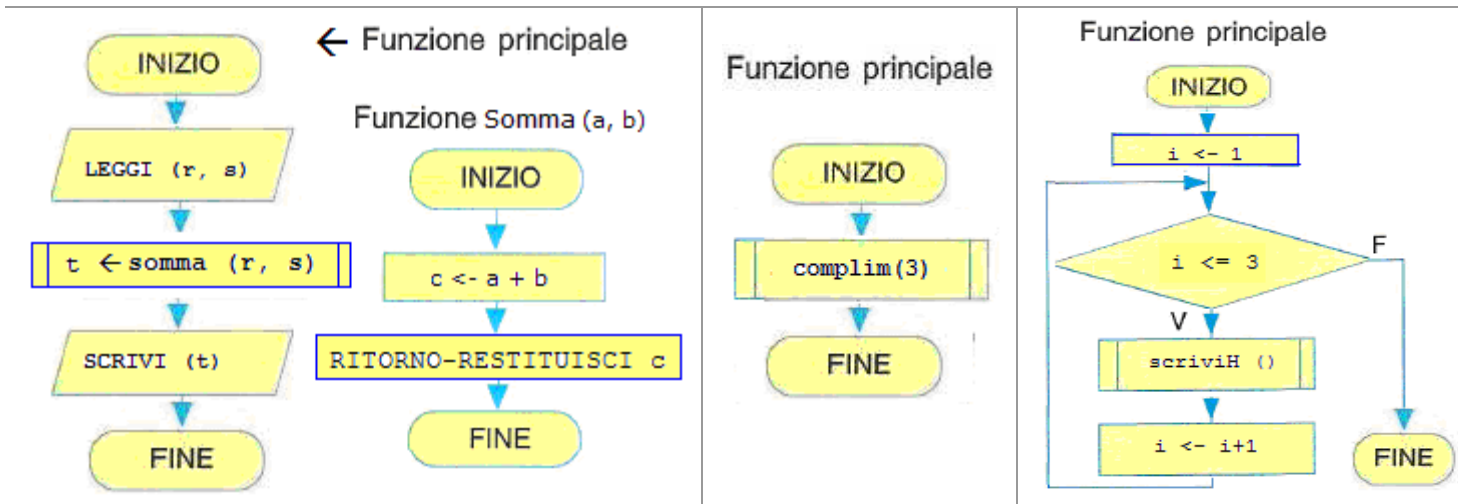 ← Funzione principale
INIZIO
LEGGI (r, s)
t ← somma (r, s)
SCRIVI (t)
FINE
Funzione Somma (a, b)
INIZIO
c <- a + b
RITORNO-RESTITUISCI c
FINE
Funzione principale
INIZIO
complim(3)
FINE
Funzione principale
INIZIO
i <- 1
i <= 3
F
V
scriviH ()
i <- i+1
FINE